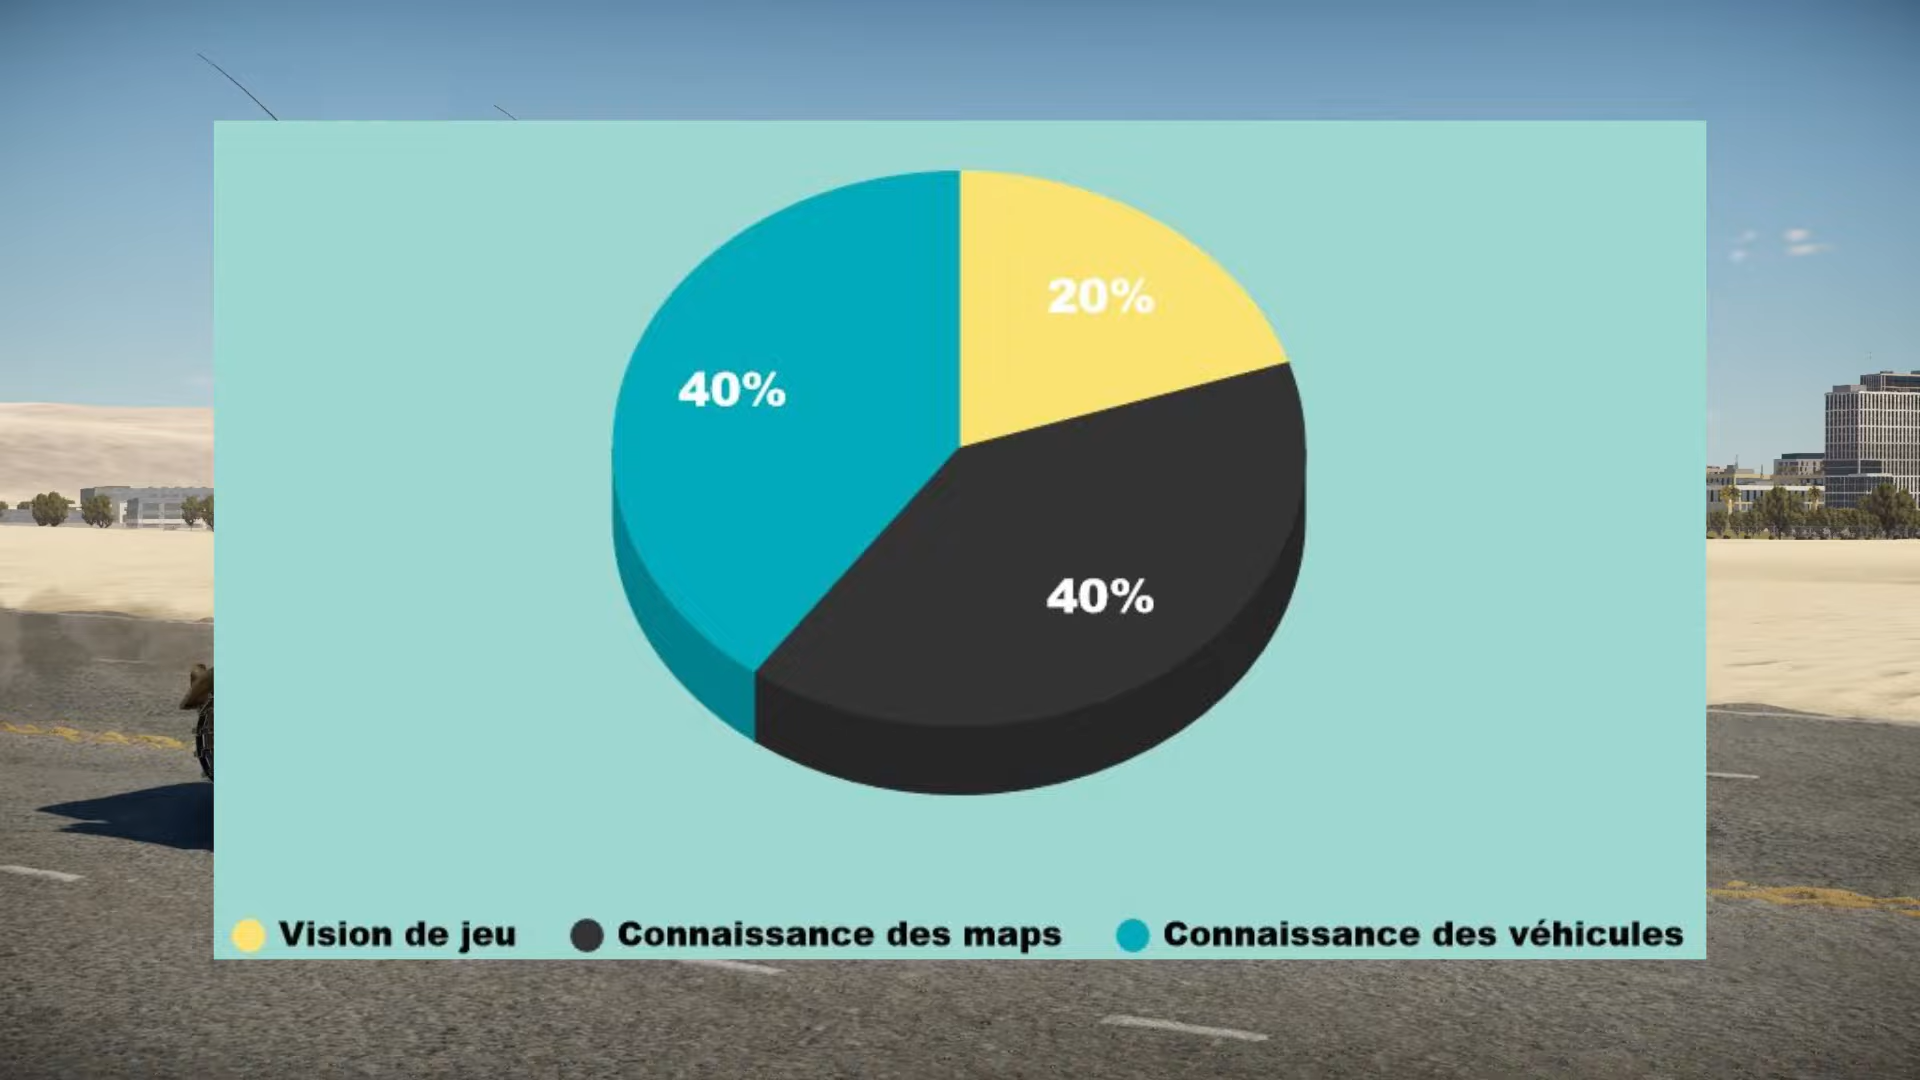 20%
40%
40%
Vision de jeu
Connaissance des maps
Connaissance des véhicules